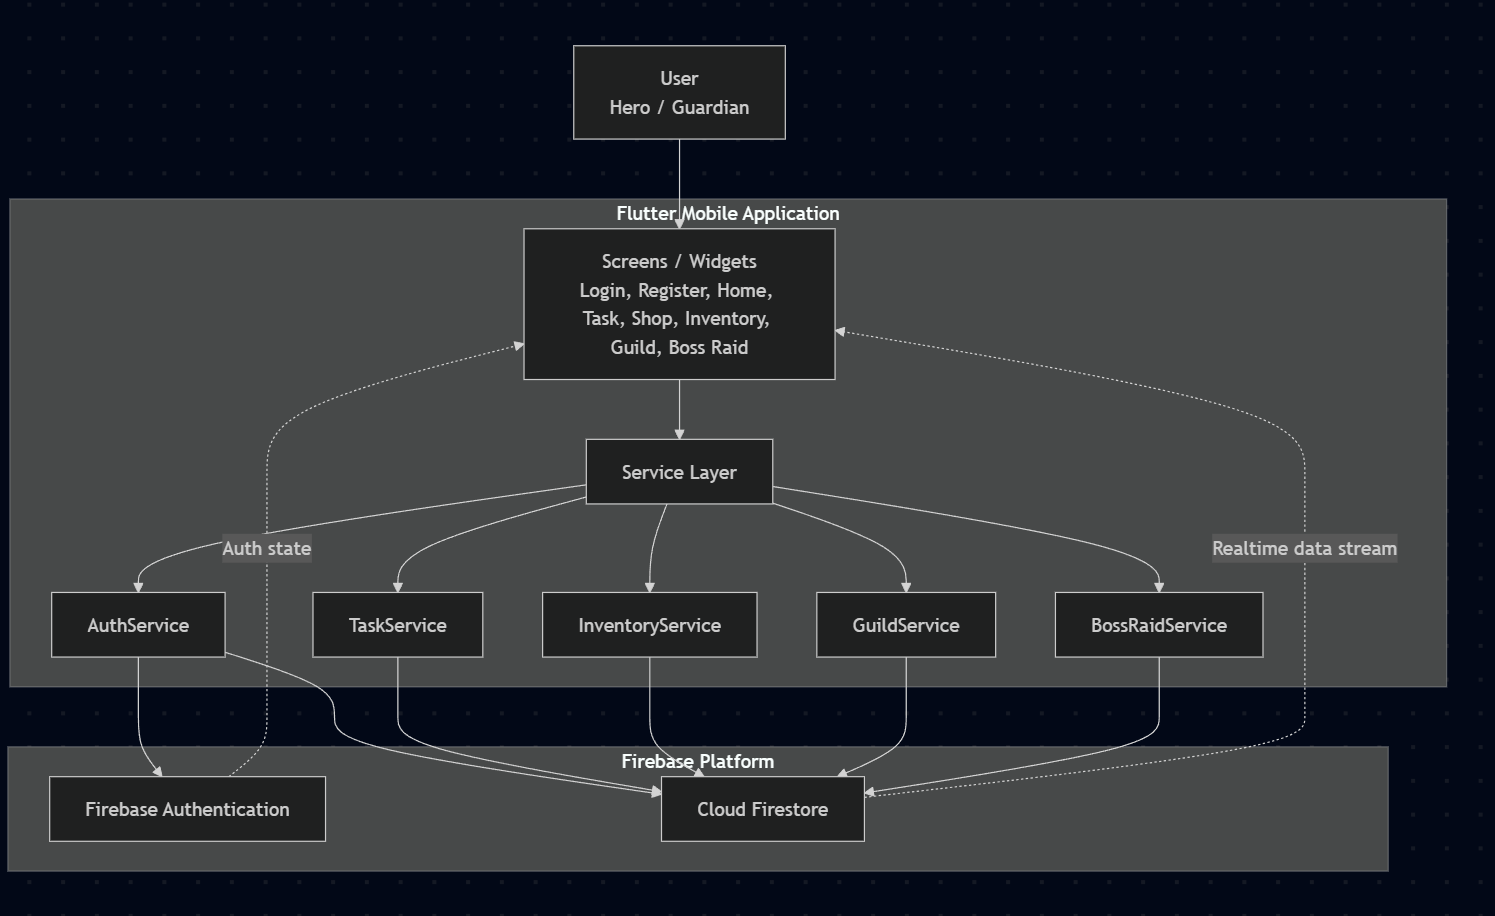 User
Hero / Guardian
Flutter Mobile Application
Screens / Widgets
Login, Register, Home,
Task, Shop, Inventory,
Guild, Boss Raid
Service Layer
Auth state
Realtime data stream
AuthService
TaskService
InventoryService
GuildService
BossRaidService
Firebase Platform
Firebase Authentication
Cloud Firestore